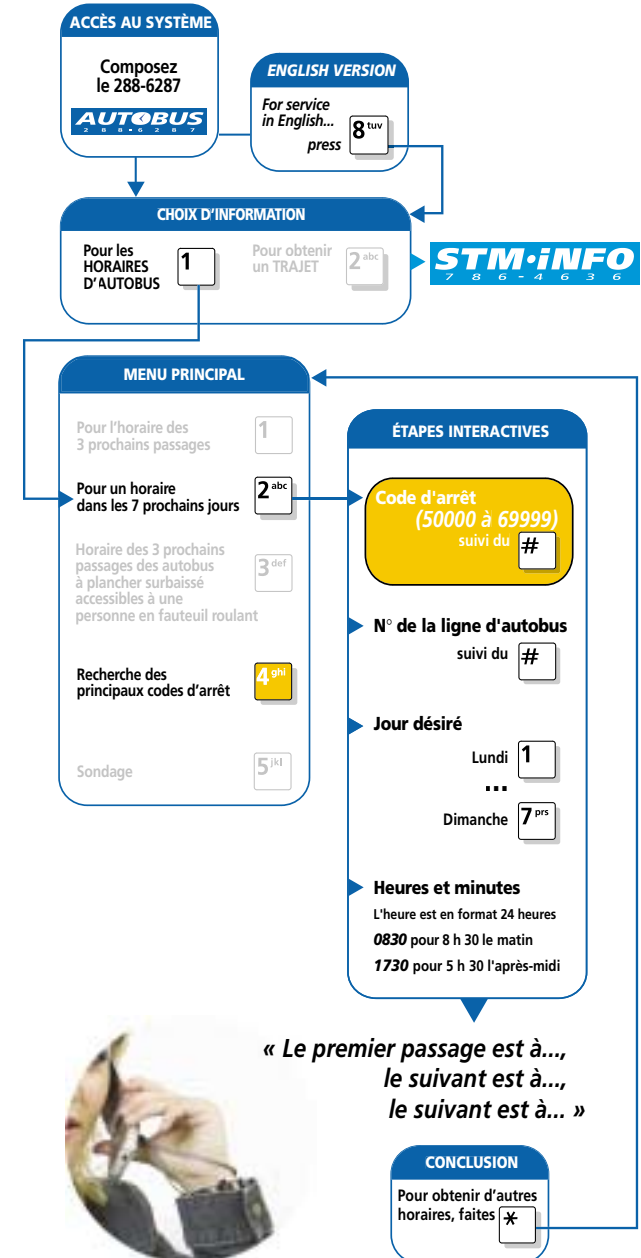 ACCÈS AU SYSTÈME
Composez
le 288-6287
AUTOBUS
2 8 8 - 6 2 8 7
ENGLISH VERSION
For service
in English...
press
8 tuv
CHOIX D'INFORMATION
Pour les
HORAIRES
D'AUTOBUS
1
Pour obtenir
un TRAJET
2 abc
STM·iNFO
7 8 6 - 4 6 3 6
MENU PRINCIPAL
Pour l'horaire des
3 prochains passages
1
Pour un horaire
dans les 7 prochains jours
2 abc
Horaire des 3 prochains
passages des autobus
à plancher surbaissé
accessibles à une
personne en fauteuil roulant
3 def
Recherche des
principaux codes d'arrêt
4 ghi
Sondage
5 jkl
ÉTAPES INTERACTIVES
Code d'arrêt
(50000 à 69999)
suivi du #
N° de la ligne d'autobus
suivi du #
Jour désiré
Lundi 1
...
Dimanche 7 prs
Heures et minutes
L'heure est en format 24 heures
0830 pour 8 h 30 le matin
1730 pour 5 h 30 l'après-midi
« Le premier passage est à...,
le suivant est à...,
le suivant est à... »
CONCLUSION
Pour obtenir d'autres
horaires, faites *